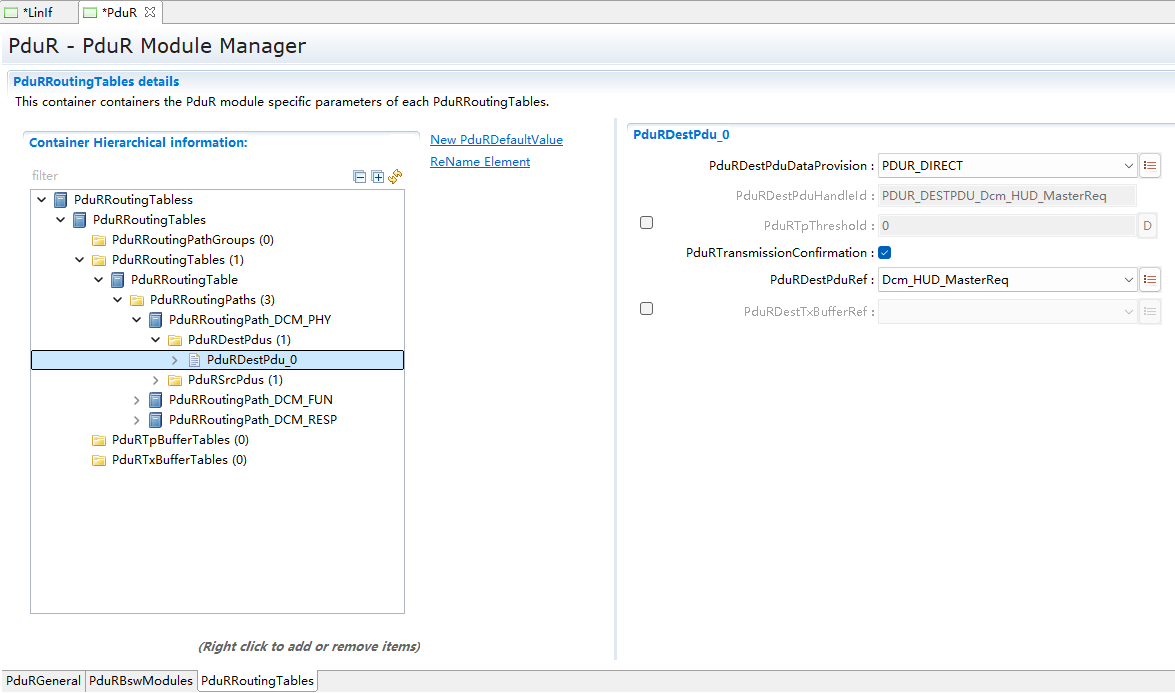 *LinIf
*PduR
PduR - PduR Module Manager
PduRRoutingTables details
This container containers the PduR module specific parameters of each PduRRoutingTables.
Container Hierarchical information:
filter
PduRRoutingTabless
PduRRoutingTables
PduRRoutingPathGroups (0)
PduRRoutingTables (1)
PduRRoutingTable
PduRRoutingPaths (3)
PduRRoutingPath_DCM_PHY
PduRDestPdus (1)
PduRDestPdu_0
PduRSrcPdus (1)
PduRRoutingPath_DCM_FUN
PduRRoutingPath_DCM_RESP
PduRTpBufferTables (0)
PduRTxBufferTables (0)
(Right click to add or remove items)
New PduRDefaultValue
ReName Element
PduRDestPdu_0
PduRDestPduDataProvision : PDUR_DIRECT
PduRDestPduHandleId : PDUR_DESTPDU_Dcm_HUD_MasterReq
PduRTpThreshold : 0 D
PduRTransmissionConfirmation :
PduRDestPduRef : Dcm_HUD_MasterReq
PduRDestTxBufferRef :
PduRGeneral PduRBswModules PduRRoutingTables